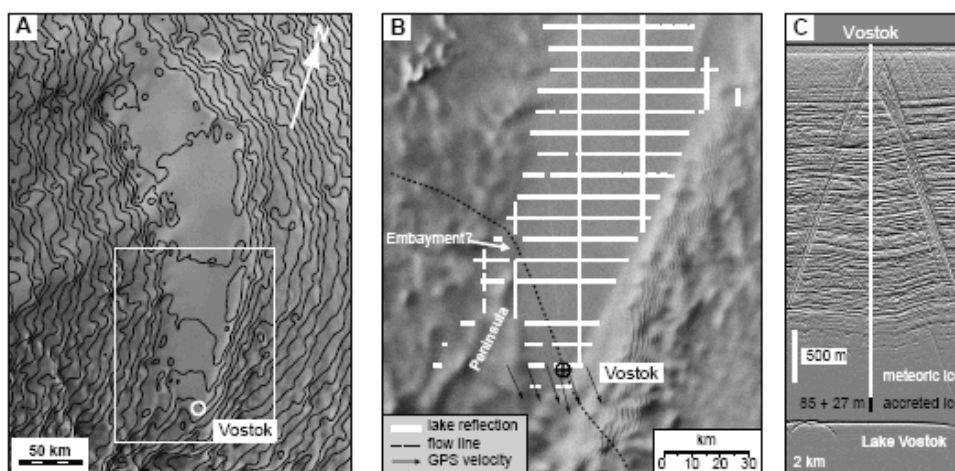 A
N
Vostok
50 km
B
Embayment?
Peninsula
Vostok
lake reflection
flow line
GPS velocity
km
0 10 20 30
C
Vostok
500 m
meteoric ic
85 + 27 m
accreted ic
Lake Vostok
2 km